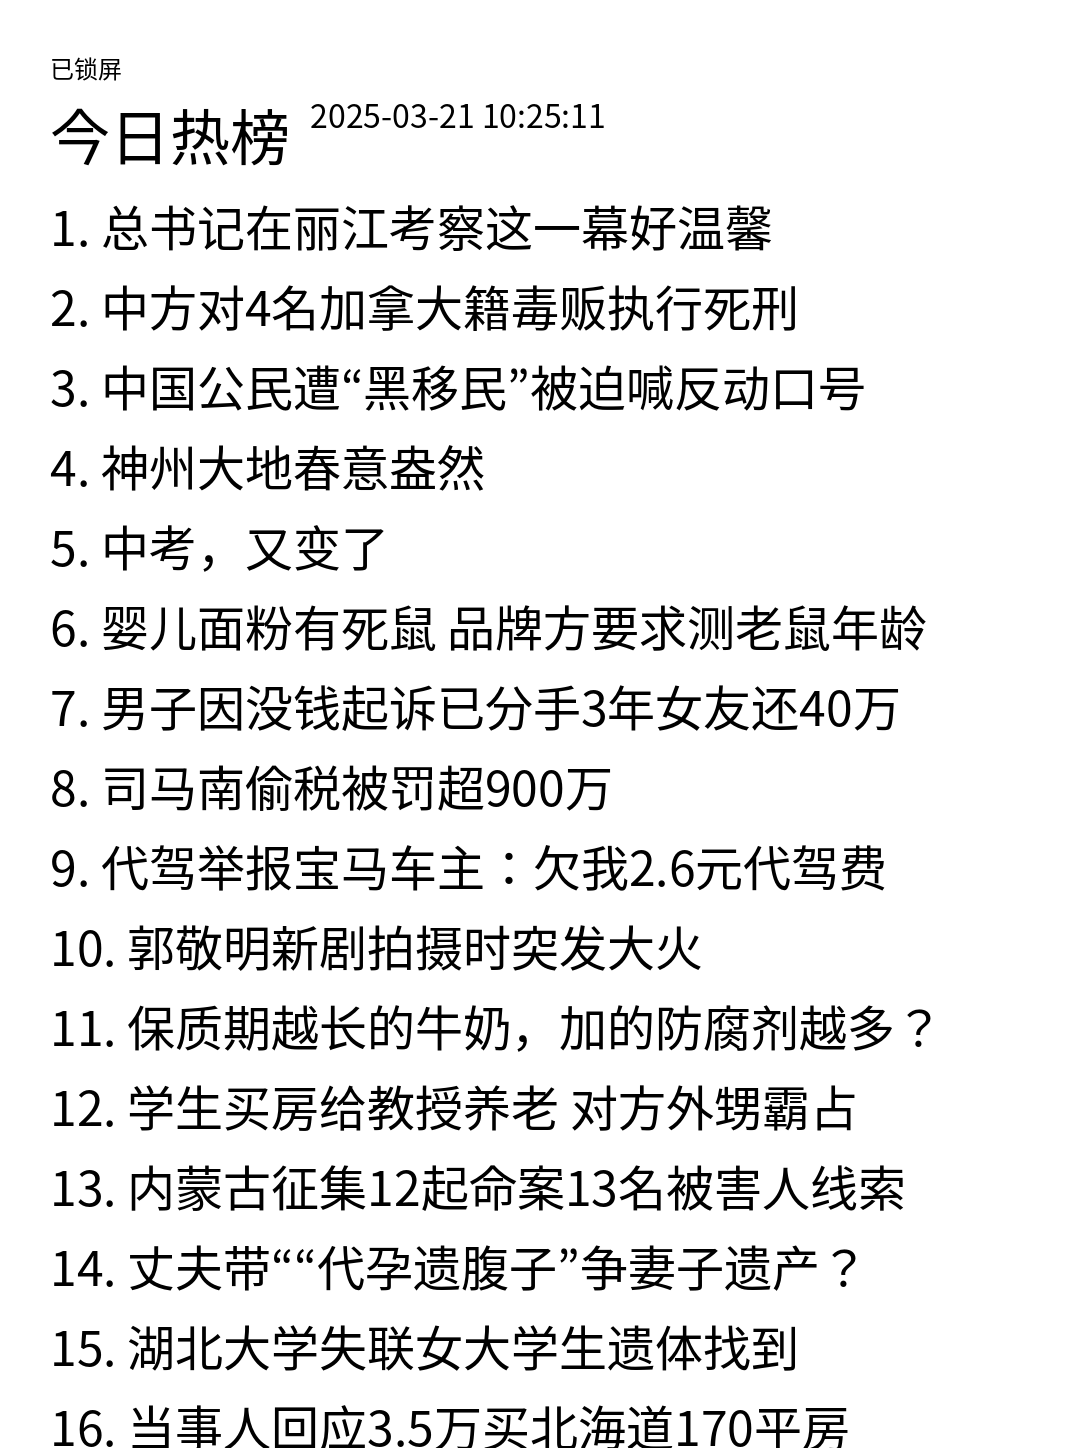 已锁屏
今日热榜 2025-03-21 10:25:11
1. 总书记在丽江考察这一幕好温馨
2. 中方对4名加拿大籍毒贩执行死刑
3. 中国公民遭“黑移民”被迫喊反动口号
4. 神州大地春意盎然
5. 中考，又变了
6. 婴儿面粉有死鼠 品牌方要求测老鼠年龄
7. 男子因没钱起诉已分手3年女友还40万
8. 司马南偷税被罚超900万
9. 代驾举报宝马车主：欠我2.6元代驾费
10. 郭敬明新剧拍摄时突发大火
11. 保质期越长的牛奶，加的防腐剂越多？
12. 学生买房给教授养老 对方外甥霸占
13. 内蒙古征集12起命案13名被害人线索
14. 丈夫带““代孕遗腹子”争妻子遗产？
15. 湖北大学失联女大学生遗体找到
16. 当事人回应3.5万买北海道170平房